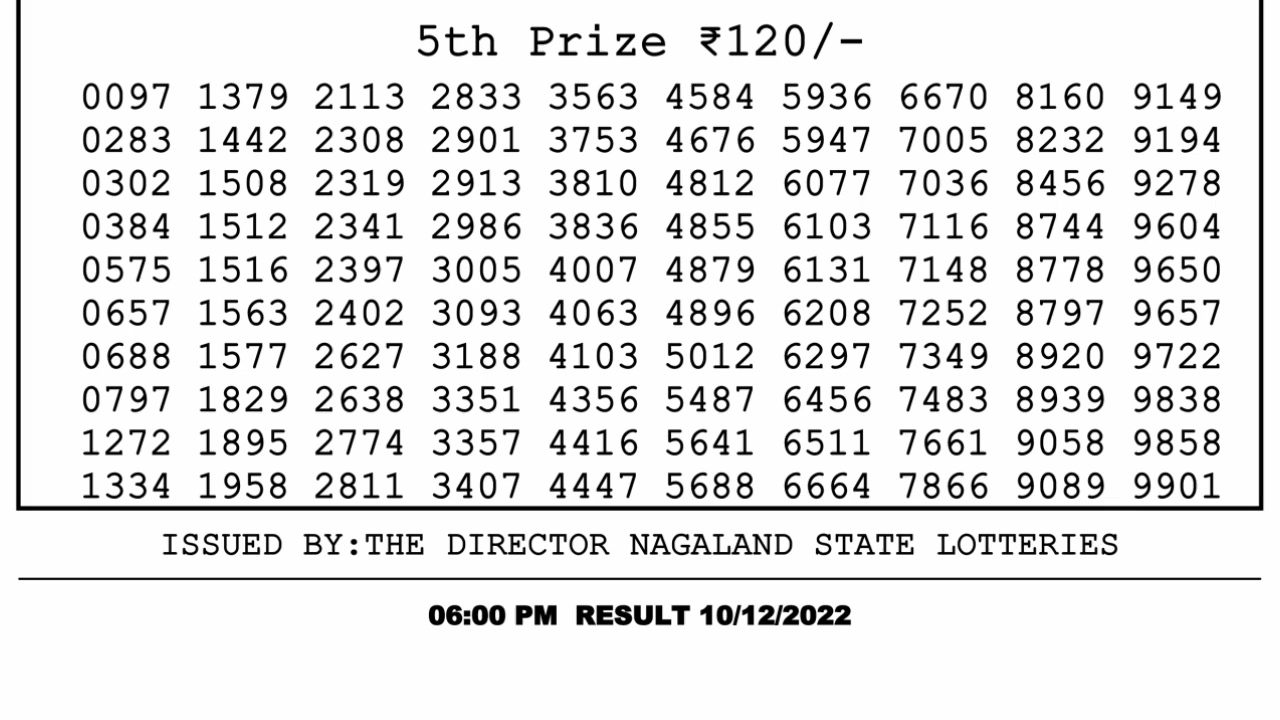 5th Prize ₹120/-
0097 1379 2113 2833 3563 4584 5936 6670 8160 9149
0283 1442 2308 2901 3753 4676 5947 7005 8232 9194
0302 1508 2319 2913 3810 4812 6077 7036 8456 9278
0384 1512 2341 2986 3836 4855 6103 7116 8744 9604
0575 1516 2397 3005 4007 4879 6131 7148 8778 9650
0657 1563 2402 3093 4063 4896 6208 7252 8797 9657
0688 1577 2627 3188 4103 5012 6297 7349 8920 9722
0797 1829 2638 3351 4356 5487 6456 7483 8939 9838
1272 1895 2774 3357 4416 5641 6511 7661 9058 9858
1334 1958 2811 3407 4447 5688 6664 7866 9089 9901
ISSUED BY:THE DIRECTOR NAGALAND STATE LOTTERIES
06:00 PM RESULT 10/12/2022